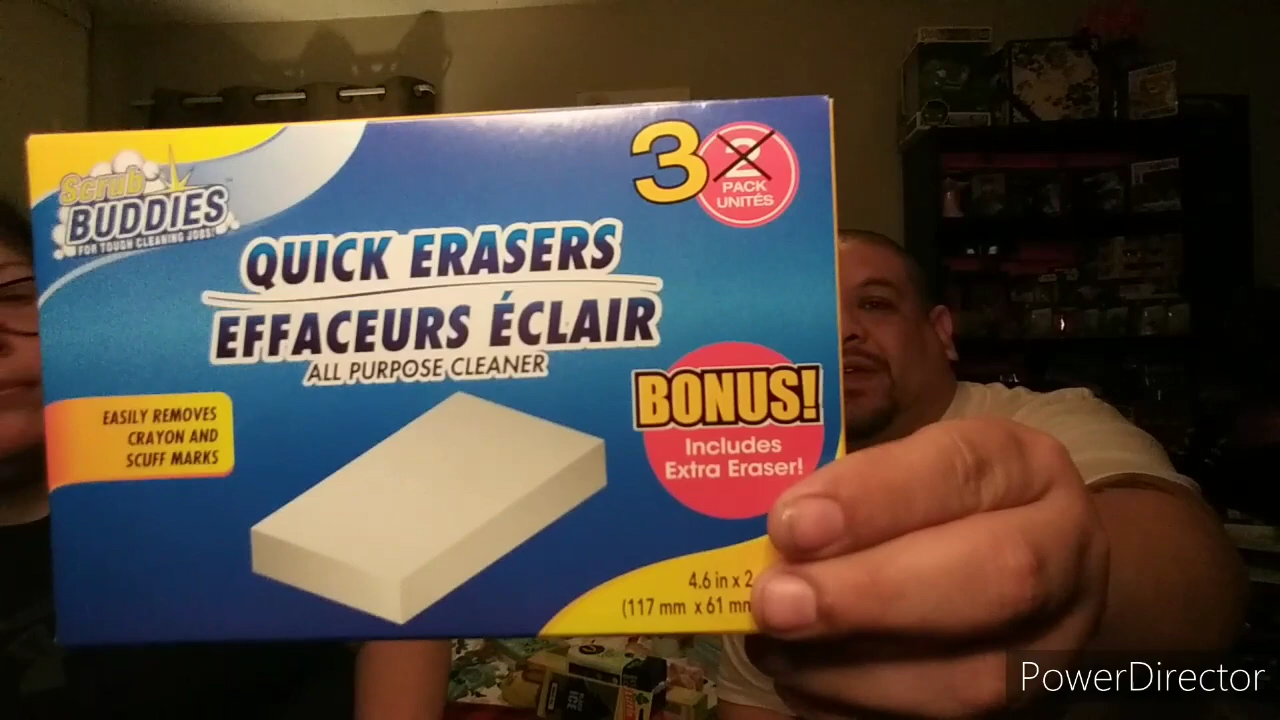 Scrub
BUDDIES
FOR TOUGH CLEANING JOBS!
3
2
PACK
UNITÉS
QUICK ERASERS
EFFACEURS ÉCLAIR
ALL PURPOSE CLEANER
EASILY REMOVES
CRAYON AND
SCUFF MARKS
BONUS!
Includes
Extra Eraser!
4.6 in x 2
(117 mm x 61 mm
ICE
PowerDirector